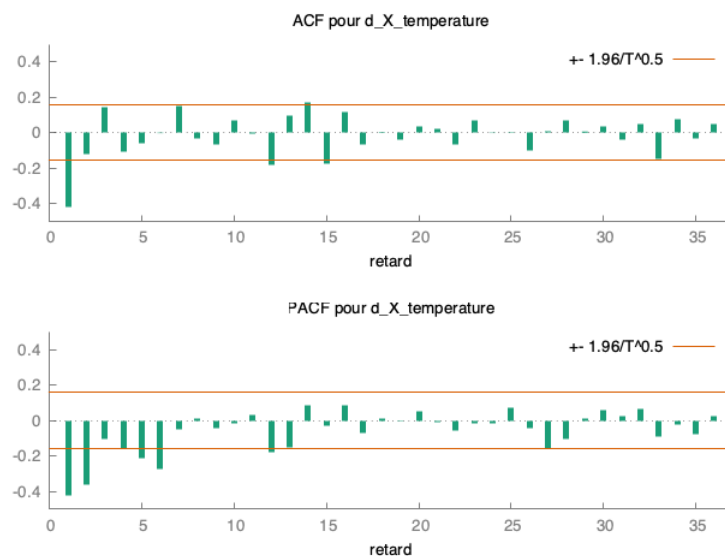 ACF pour d_X_temperature
+- 1.96/T^0.5
0.4
0.2
0
-0.2
-0.4
0 5 10 15 20 25 30 35
retard
PACF pour d_X_temperature
+- 1.96/T^0.5
0.4
0.2
0
-0.2
-0.4
0 5 10 15 20 25 30 35
retard